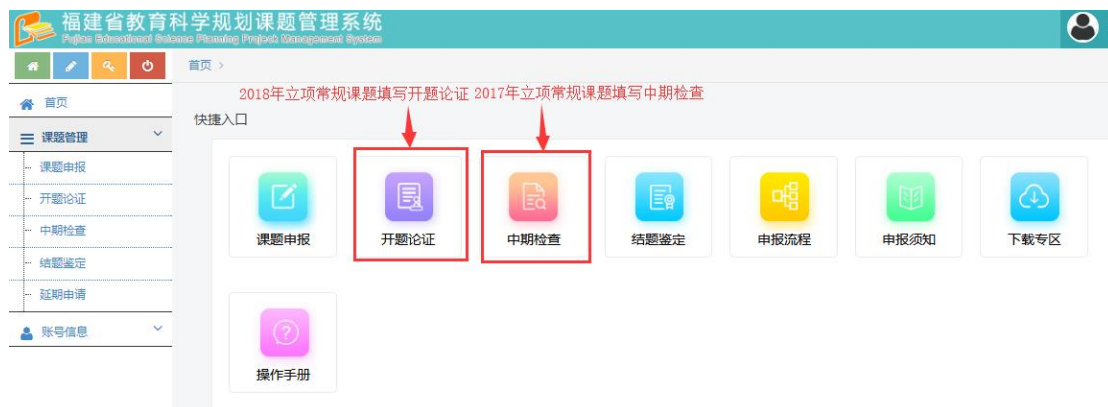 福建省教育科学规划课题管理系统
Fujian Educational Science Planning Project Management System
首页 >
首页
2018年立项常规课题填写开题论证 2017年立项常规课题填写中期检查
快捷入口
课题管理
课题申报
开题论证
中期检查
结题鉴定
延期申请
账号信息
课题申报
开题论证
中期检查
结题鉴定
申报流程
申报须知
下载专区
操作手册